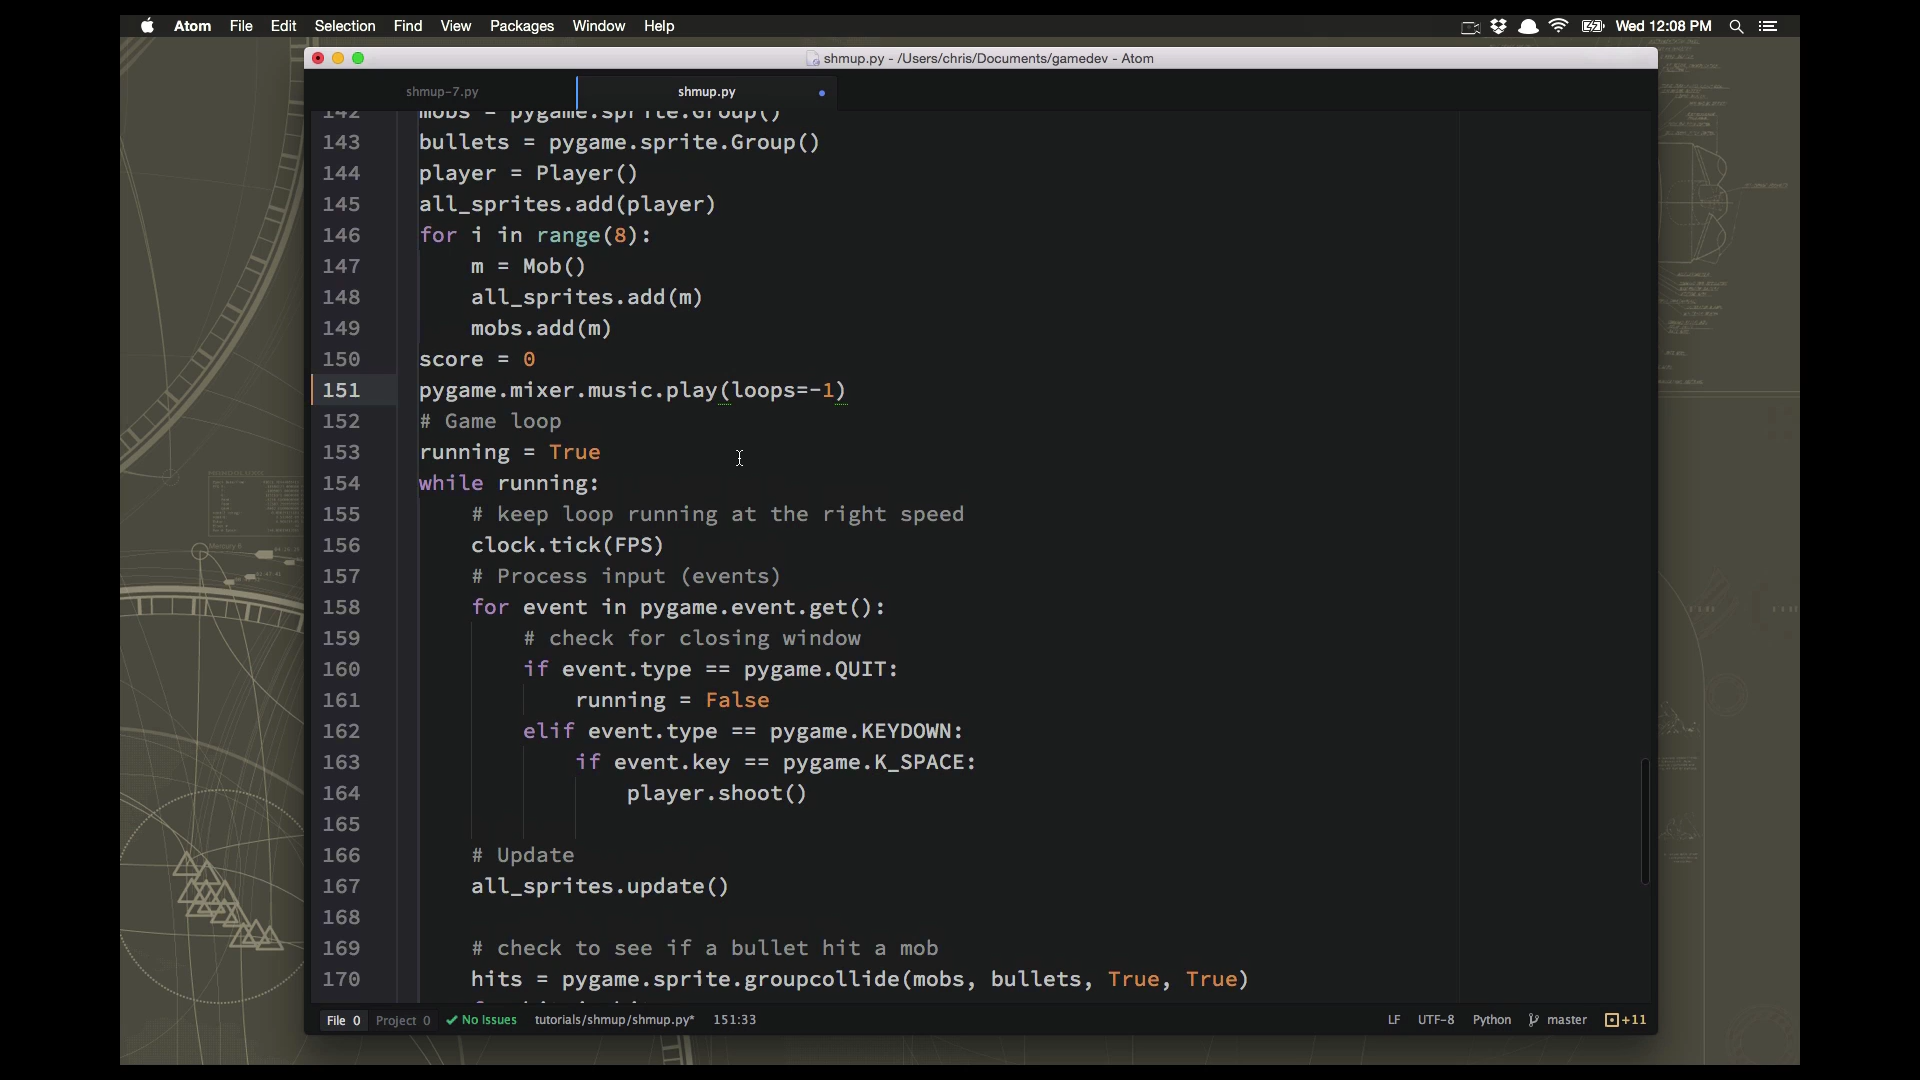 Atom File Edit Selection Find View Packages Window Help Wed 12:08 PM
shmup.py - /Users/chris/Documents/gamedev - Atom
shmup-7.py shmup.py
142 mobs = pygame.sprite.Group()
143 bullets = pygame.sprite.Group()
144 player = Player()
145 all_sprites.add(player)
146 for i in range(8):
147 m = Mob()
148 all_sprites.add(m)
149 mobs.add(m)
150 score = 0
151 pygame.mixer.music.play(loops=-1)
152 # Game loop
153 running = True
154 while running:
155 # keep loop running at the right speed
156 clock.tick(FPS)
157 # Process input (events)
158 for event in pygame.event.get():
159 # check for closing window
160 if event.type == pygame.QUIT:
161 running = False
162 elif event.type == pygame.KEYDOWN:
163 if event.key == pygame.K_SPACE:
164 player.shoot()
165
166 # Update
167 all_sprites.update()
168
169 # check to see if a bullet hit a mob
170 hits = pygame.sprite.groupcollide(mobs, bullets, True, True)
File 0 Project 0 No Issues tutorials/shmup/shmup.py* 151:33 LF UTF-8 Python master +11